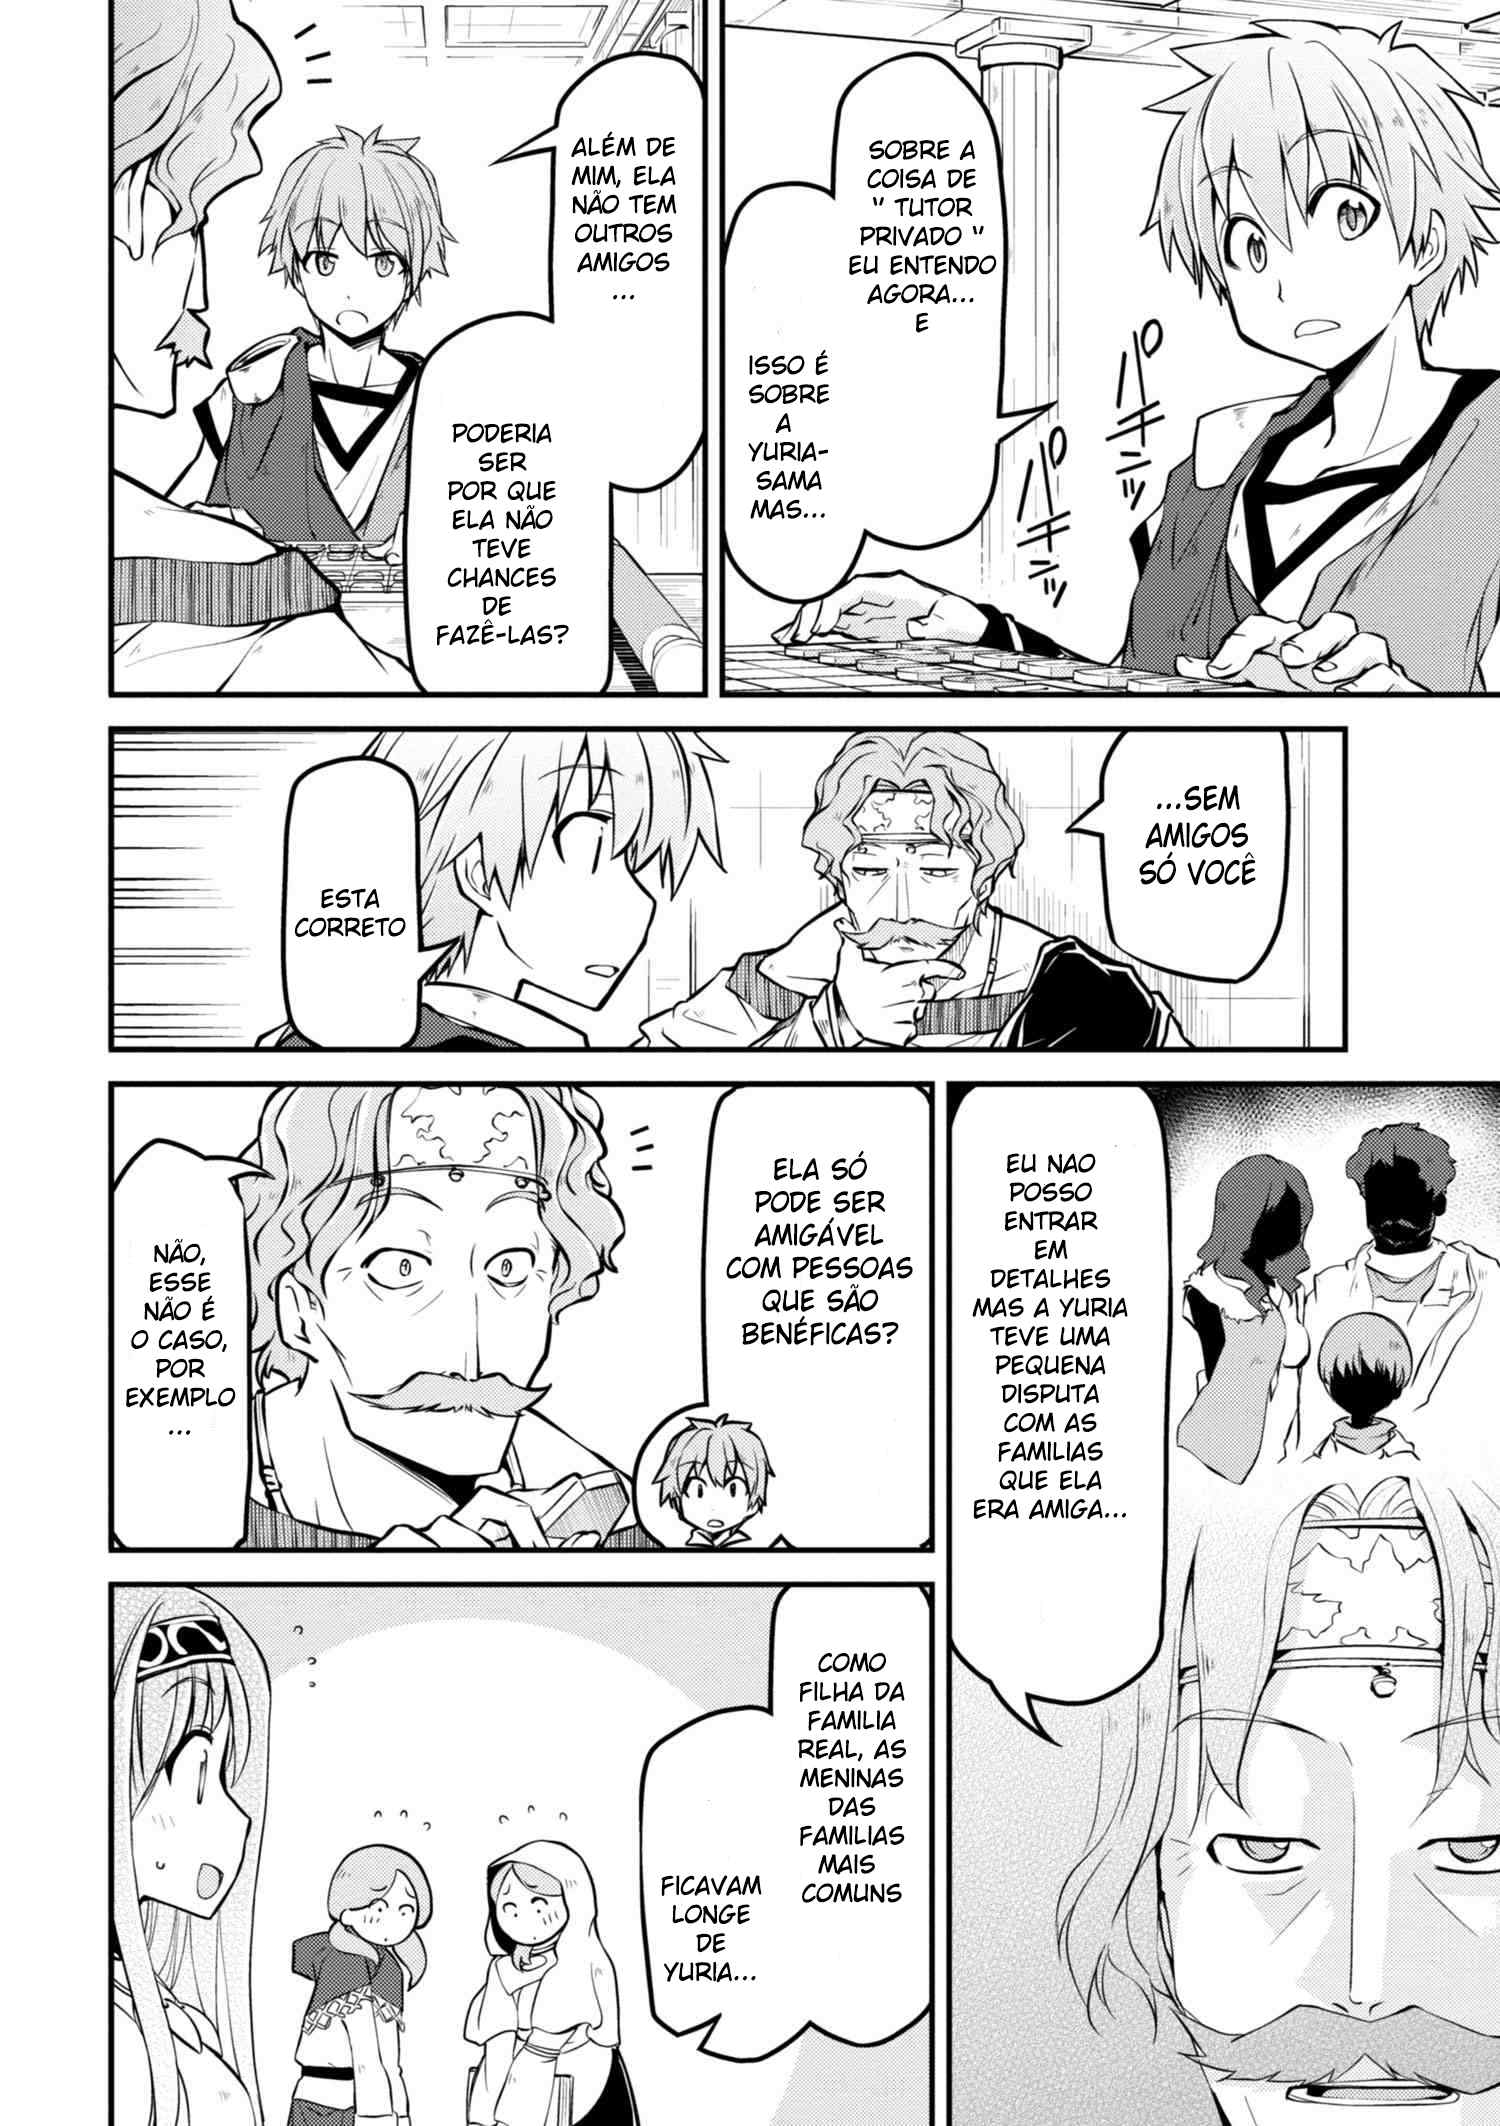 SOBRE A
COISA DE
" TUTOR
PRIVADO "
EU ENTENDO
AGORA...
E
ISSO É
SOBRE
A
YURIA-
SAMA
MAS...
パチンッ
パチンッ
ALÉM DE
MIM, ELA
NÃO TEM
OUTROS
AMIGOS
...
PODERIA
SER
POR QUE
ELA NÃO
TEVE
CHANCES
DE
FAZÊ-LAS?
...SEM
AMIGOS
SÓ VOCÊ
ESTA
CORRETO
EU NAO
POSSO
ENTRAR
EM
DETALHES
MAS A YURIA
TEVE UMA
PEQUENA
DISPUTA
COM AS
FAMILIAS
QUE ELA
ERA AMIGA...
ELA SÓ
PODE SER
AMIGÁVEL
COM PESSOAS
QUE SÃO
BENÉFICAS?
NÃO,
ESSE
NÃO É
O CASO,
POR
EXEMPLO
...
COMO
FILHA DA
FAMILIA
REAL, AS
MENINAS
DAS
FAMILIAS
MAIS
COMUNS
FICAVAM
LONGE
DE
YURIA...